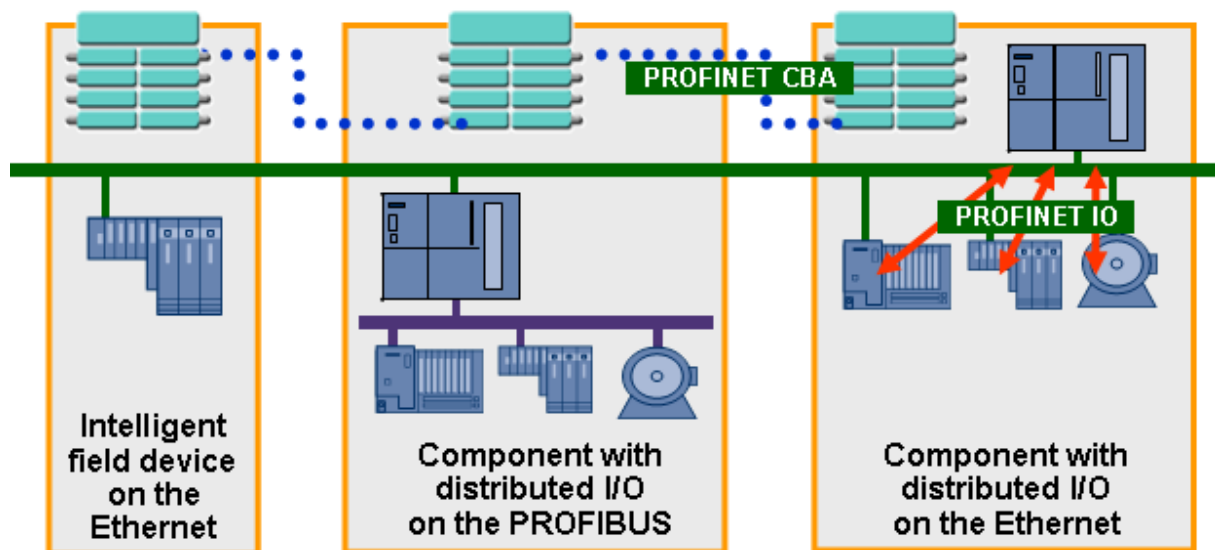 PROFINET CBA
PROFINET IO
Intelligent
field device
on the
Ethernet
Component with
distributed I/O
on the PROFIBUS
Component with
distributed I/O
on the Ethernet